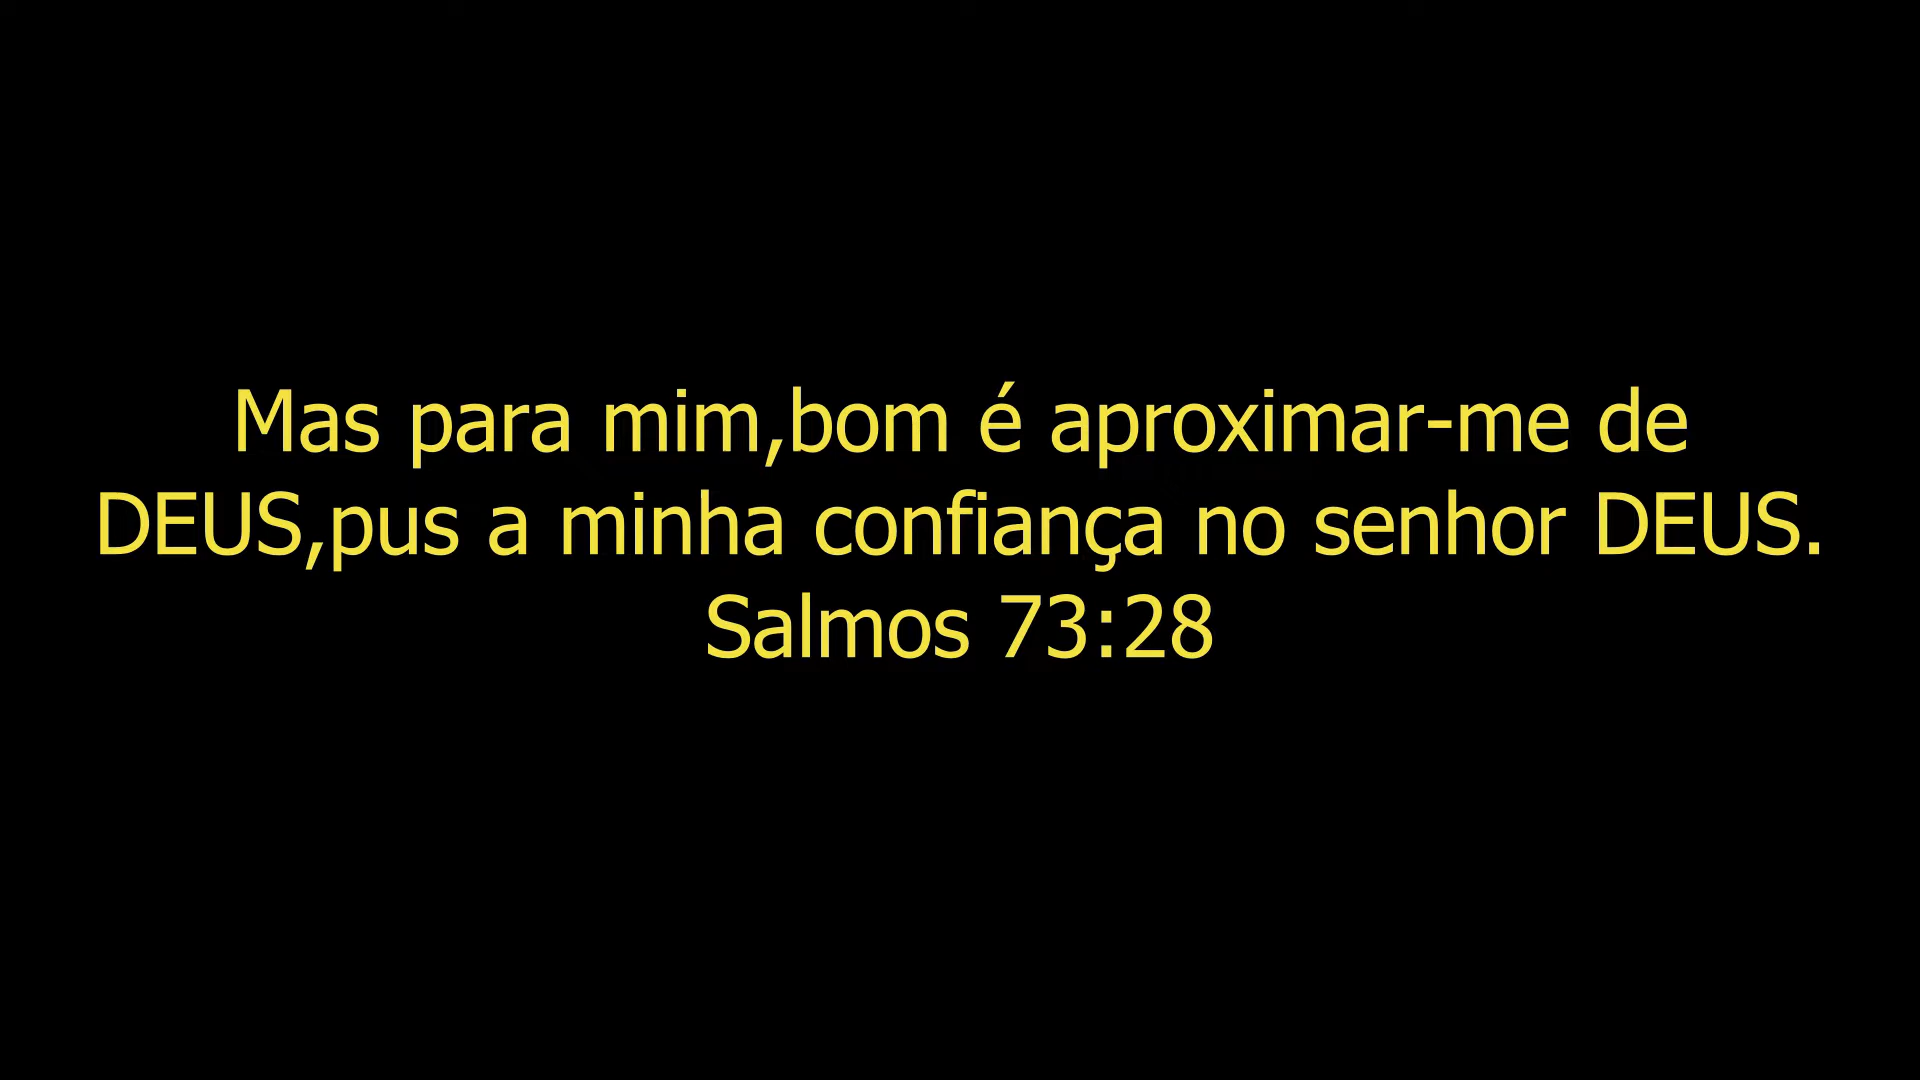 Mas para mim,bom é aproximar-me de
DEUS,pus a minha confiança no senhor DEUS.
Salmos 73:28